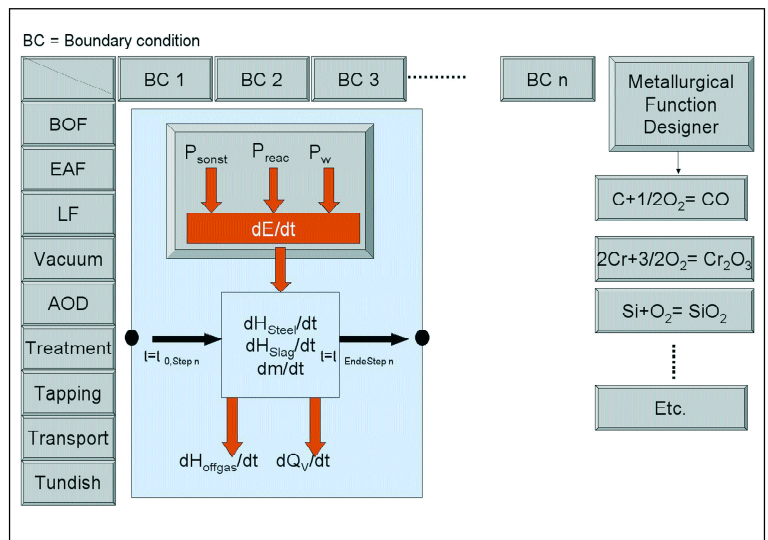 BC = Boundary condition
BC 1
BC 2
BC 3
BC n
Metallurgical
Function
Designer
BOF
EAF
LF
Vacuum
AOD
Treatment
Tapping
Transport
Tundish
Psonst
Preac
Pw
dE/dt
dHSteel/dt
dHSlag/dt
dm/dt
t=t 0,Step n
t=t EndeStep n
dHoffgas/dt
dQV/dt
C+1/2O2= CO
2Cr+3/2O2= Cr2O3
Si+O2= SiO2
Etc.